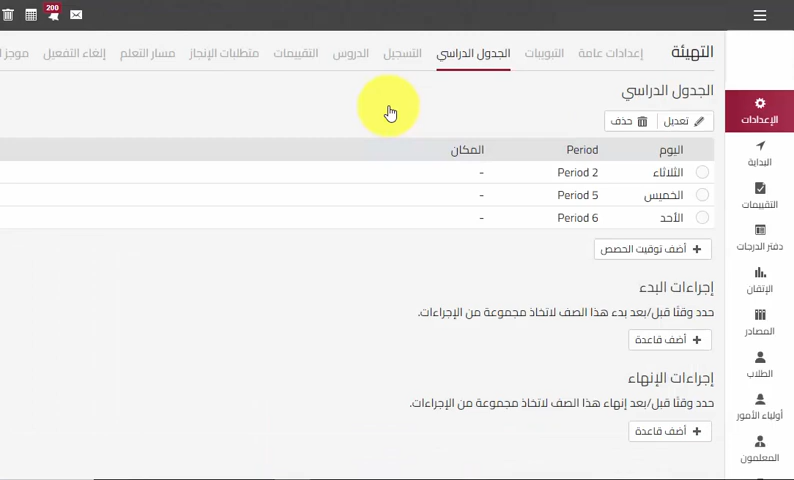 200
التهيئة
إعدادات عامة
التبويبات
الجدول الدراسي
التسجيل
الدروس
التقييمات
متطلبات الإنجاز
مسار التعلم
إلغاء التفعيل
موجز
الجدول الدراسي
تعديل
حذف
اليوم Period المكان
الثلاثاء Period 2 -
الخميس Period 5 -
الأحد Period 6 -
+ أضف توقيت الحصص
إجراءات البدء
حدد وقتًا قبل/بعد بدء هذا الصف لاتخاذ مجموعة من الإجراءات.
+ أضف قاعدة
إجراءات الإنهاء
حدد وقتًا قبل/بعد إنهاء هذا الصف لاتخاذ مجموعة من الإجراءات.
+ أضف قاعدة
الإعدادات
البداية
التقييمات
دفتر الدرجات
الإتقان
المصادر
الطلاب
أولياء الأمور
المعلمون